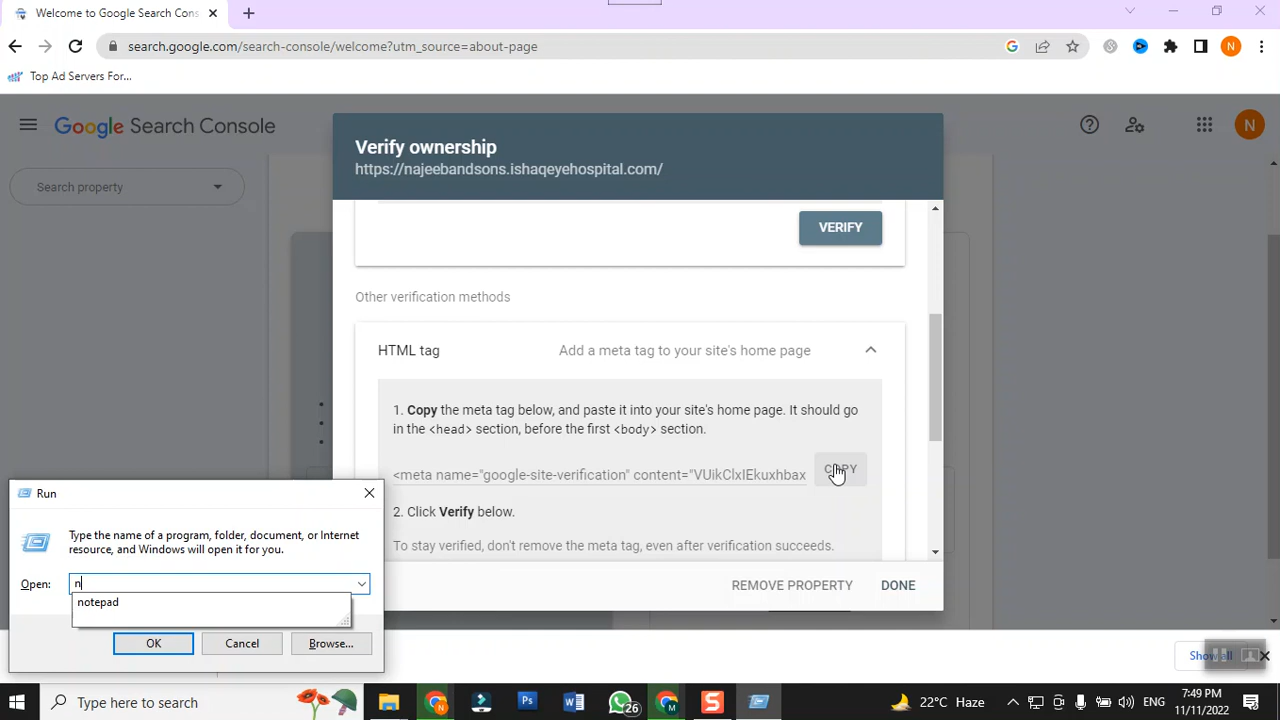 Welcome to Google Search Cons
search.google.com/search-console/welcome?utm_source=about-page
N
Top Ad Servers For...
Google Search Console
N
Search property
Verify ownership
https://najeebandsons.ishaqeyehospital.com/
VERIFY
Other verification methods
HTML tag
Add a meta tag to your site's home page
1. Copy the meta tag below, and paste it into your site's home page. It should go
in the <head> section, before the first <body> section.
<meta name="google-site-verification" content="VUikClxIEkuxhbax
COPY
2. Click Verify below.
To stay verified, don't remove the meta tag, even after verification succeeds.
REMOVE PROPERTY
DONE
Run
Type the name of a program, folder, document, or Internet
resource, and Windows will open it for you.
Open:
n
notepad
OK
Cancel
Browse...
Show all
Type here to search
N
Ps
W
26
M
S
22°C
Haze
ENG
7:49 PM
11/11/2022